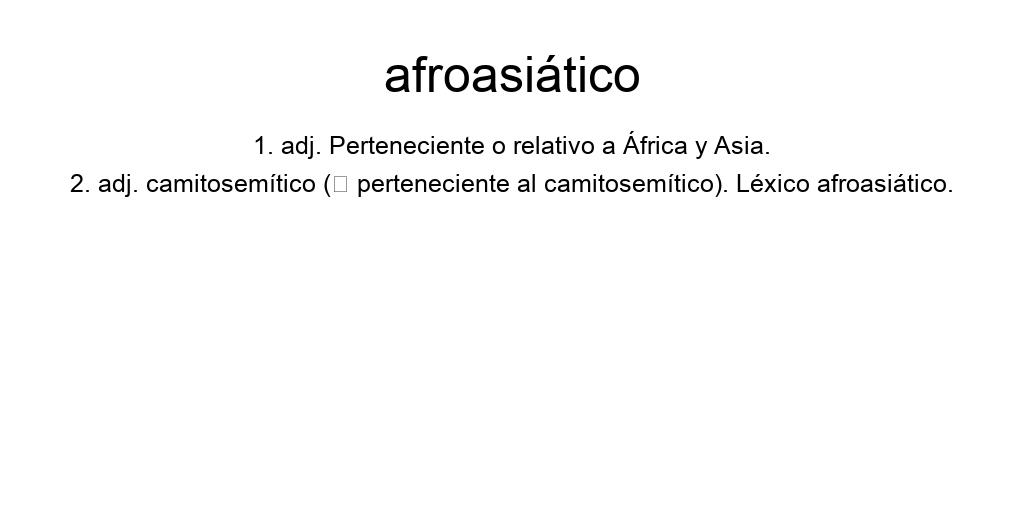 afroasiático
1. adj. Perteneciente o relativo a África y Asia.
2. adj. camitosemítico (□ perteneciente al camitosemítico). Léxico afroasiático.